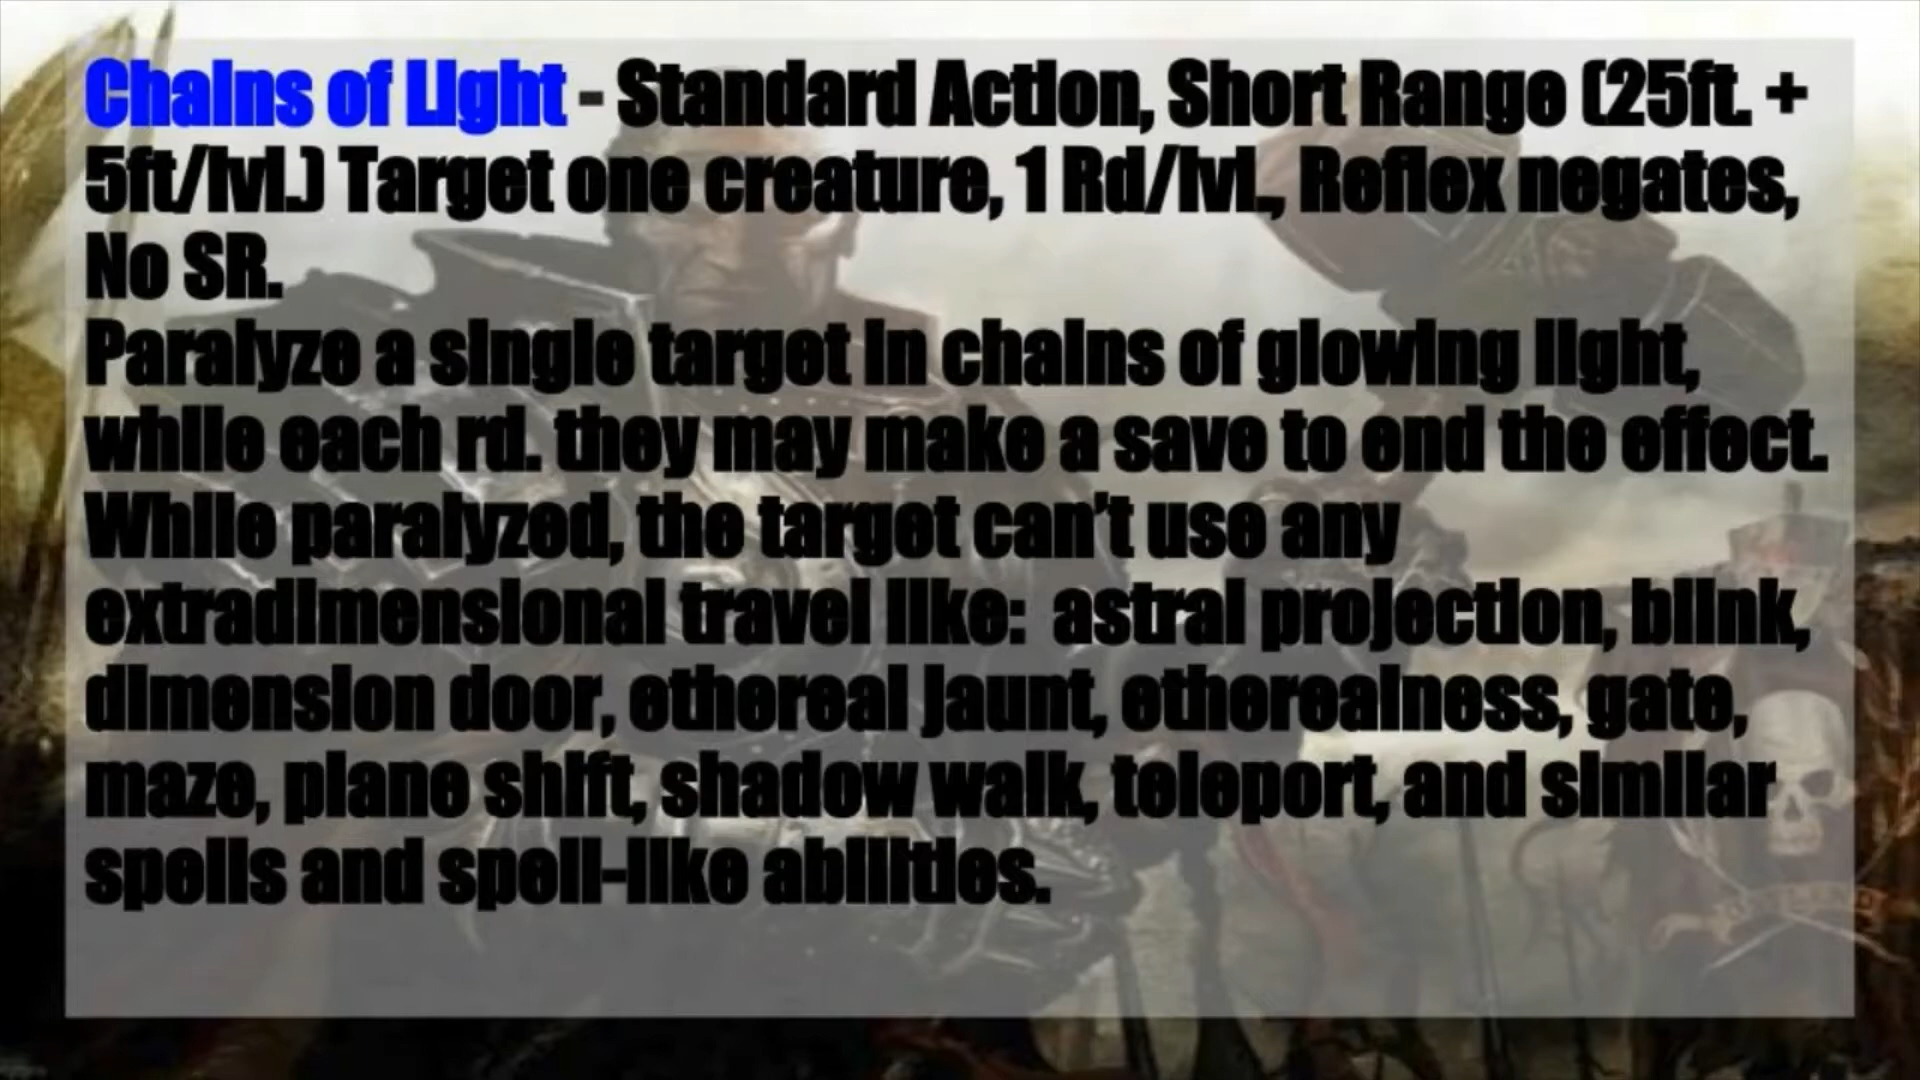 Chains of Light - Standard Action, Short Range (25ft. +
5ft/lvl.) Target one creature, 1 Rd/lvl., Reflex negates,
No SR.
Paralyze a single target in chains of glowing light,
while each rd. they may make a save to end the effect.
While paralyzed, the target can't use any
extradimensional travel like:  astral projection, blink,
dimension door, ethereal jaunt, etherealness, gate,
maze, plane shift, shadow walk, teleport, and similar
spells and spell-like abilities.